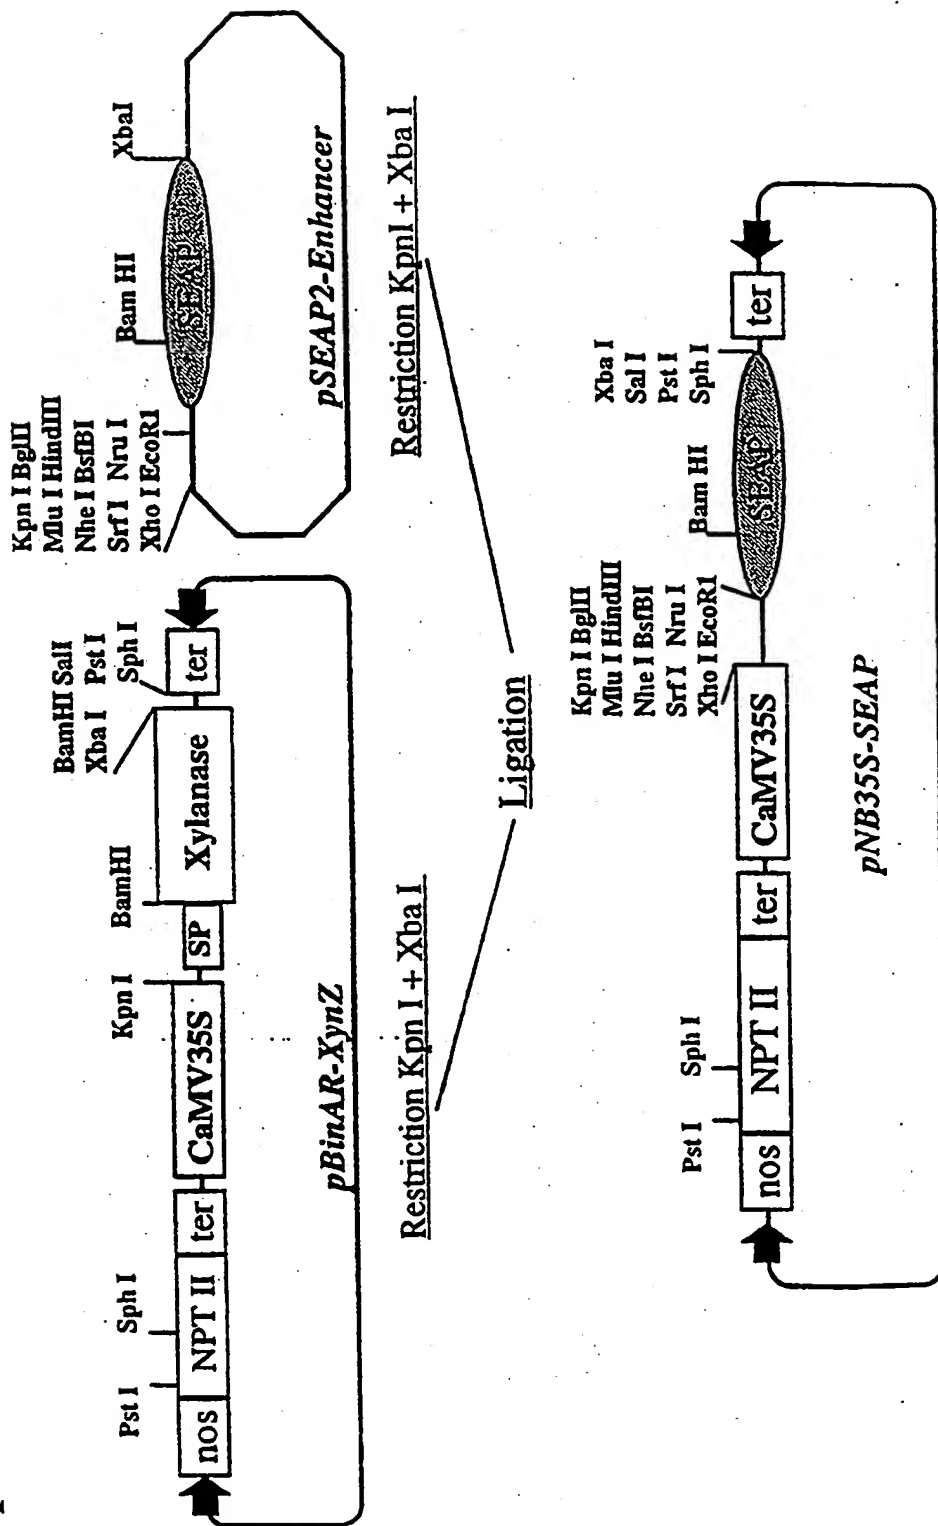 Pst I
Sph I
Kpn I
BamHI
BamHI SalI
Xba I Pst I
Sph I
nos
NPT II
ter
CaMV35S
SP
Xylanase
ter
pBinAR-XynZ
Restriction Kpn I + Xba I
Kpn I BglII
Mlu I HindIII
Nhe I BsfBI
Srf I Nru I
Xho I EcoR1
Bam HI
XbaI
SEAP
pSEAP2-Enhancer
Restriction KpnI + Xba I
Ligation
Pst I
Sph I
Kpn I BglII
Mlu I HindIII
Nhe I BsfBI
Srf I Nru I
Xho I EcoR1
Bam HI
Xba I
Sal I
Pst I
Sph I
nos
NPT II
ter
CaMV35S
SEAP
ter
pNB35S-SEAP